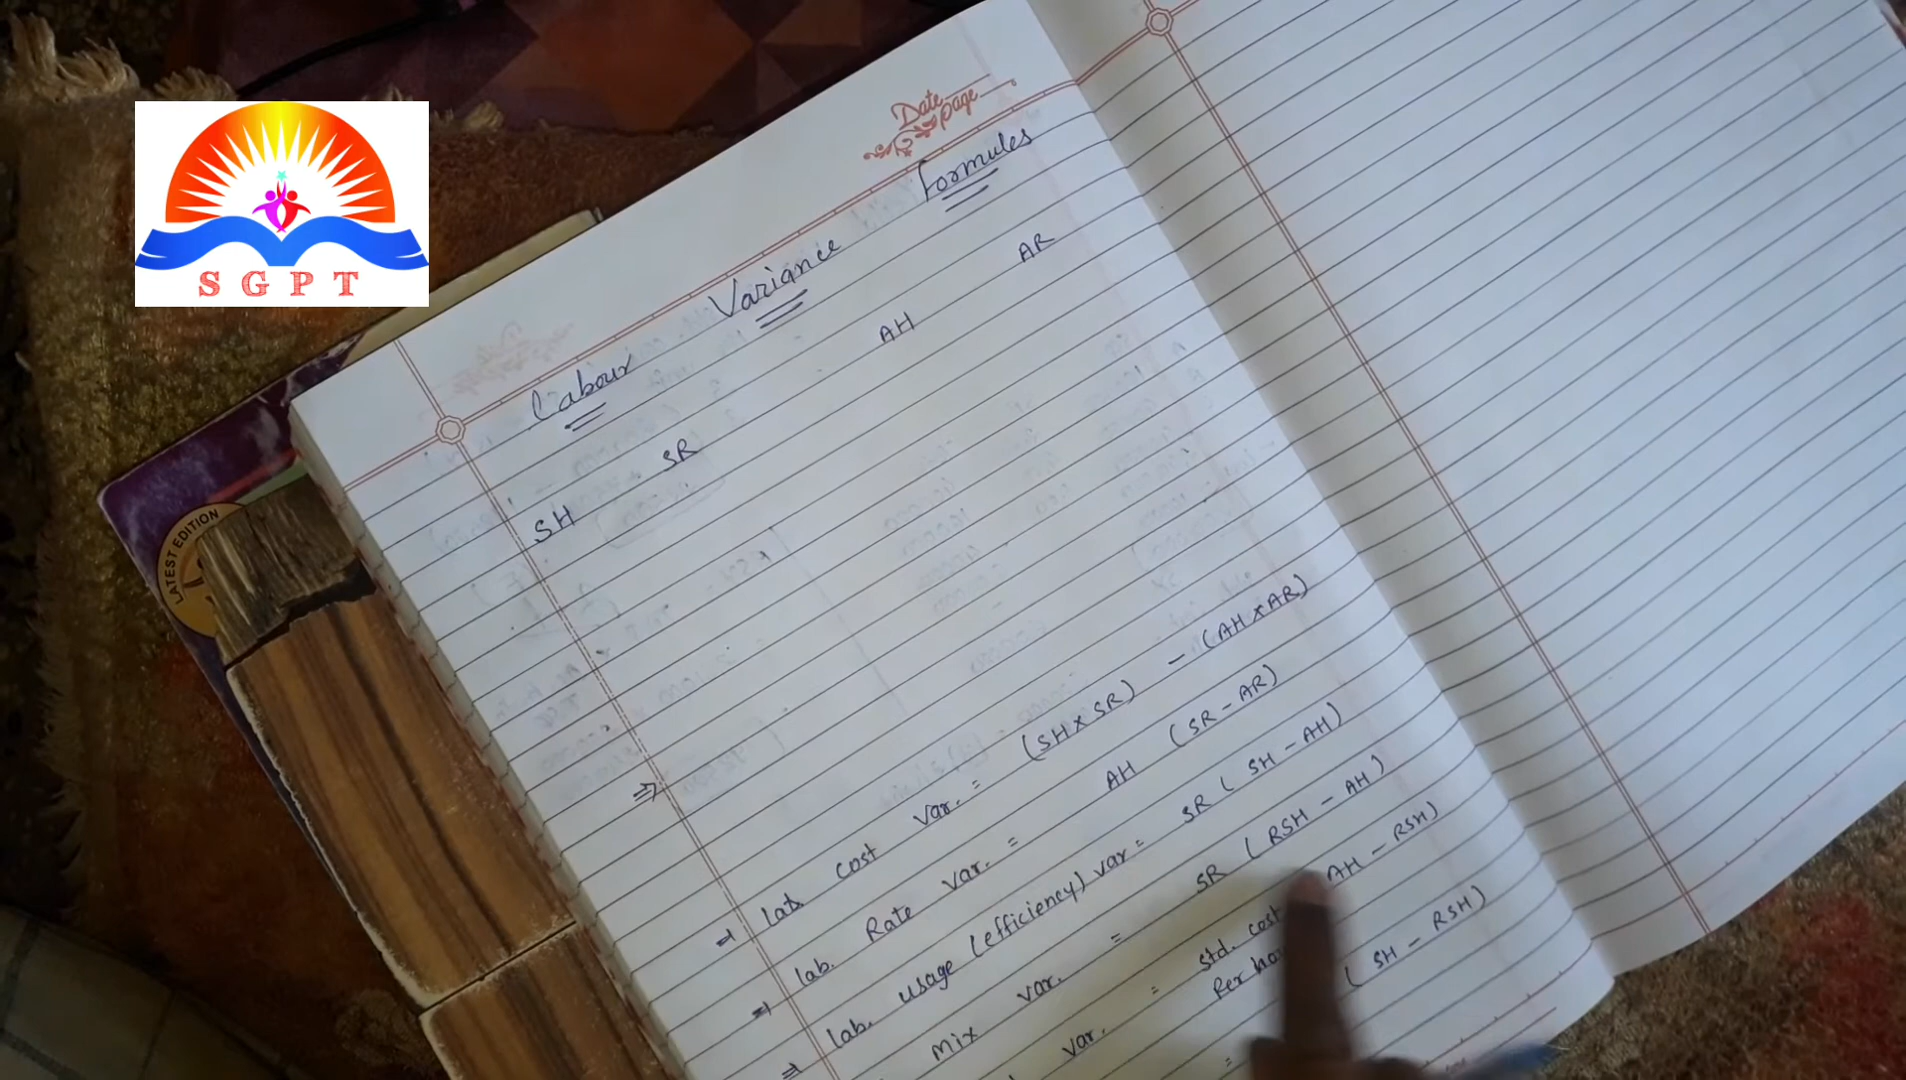 SGPT
LATEST EDITION
Date
Page
Labour Variance Formules
SH SR AH AR
⇒
⇒ lab. cost var. = (SH x SR) - (AH x AR)
⇒ lab. Rate var. = AH (SR - AR)
⇒ lab. usage (efficiency) var. = SR (SH - AH)
mix var. = SR (RSH - AH)
var. = std. cost Per AH - RSH)
= (SH - RSH)